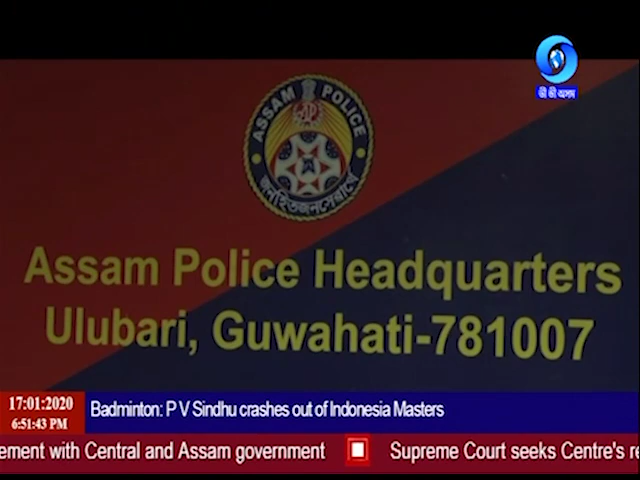 ডী ডী অসম
ASSAM POLICE
Assam Police Headquarters
Ulubari, Guwahati-781007
17:01:2020
6:51:43 PM
Badminton: P V Sindhu crashes out of Indonesia Masters
ement with Central and Assam government
Supreme Court seeks Centre's re